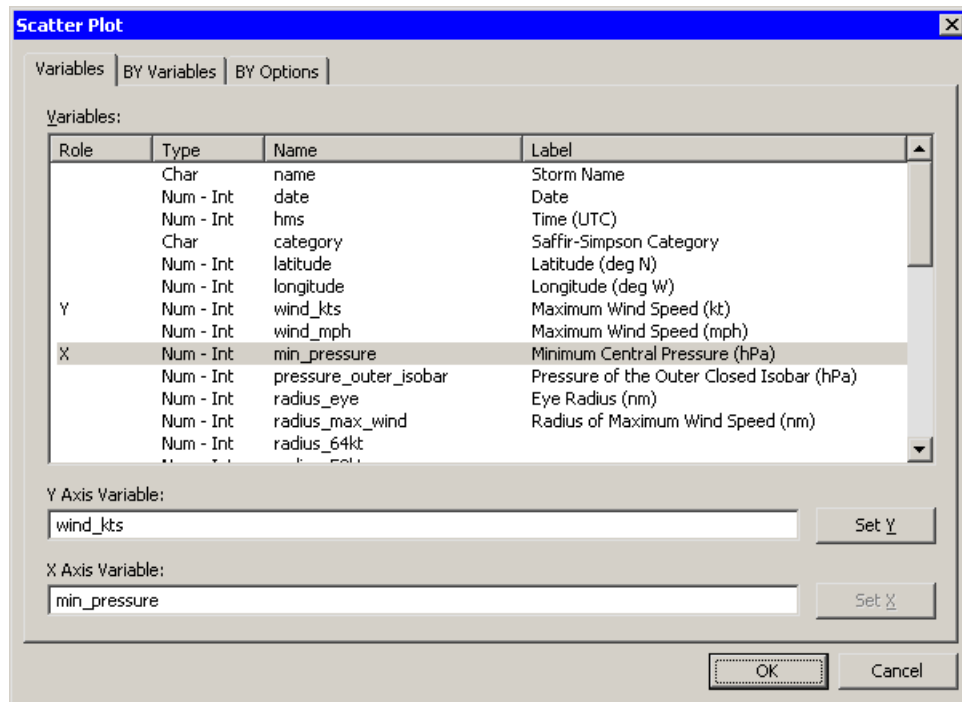 Scatter Plot
Variables BY Variables BY Options
Variables:
Role Type Name Label
Char name Storm Name
Num - Int date Date
Num - Int hms Time (UTC)
Char category Saffir-Simpson Category
Num - Int latitude Latitude (deg N)
Num - Int longitude Longitude (deg W)
Y Num - Int wind_kts Maximum Wind Speed (kt)
Num - Int wind_mph Maximum Wind Speed (mph)
X Num - Int min_pressure Minimum Central Pressure (hPa)
Num - Int pressure_outer_isobar Pressure of the Outer Closed Isobar (hPa)
Num - Int radius_eye Eye Radius (nm)
Num - Int radius_max_wind Radius of Maximum Wind Speed (nm)
Num - Int radius_64kt
Y Axis Variable:
wind_kts Set Y
X Axis Variable:
min_pressure Set X
OK Cancel